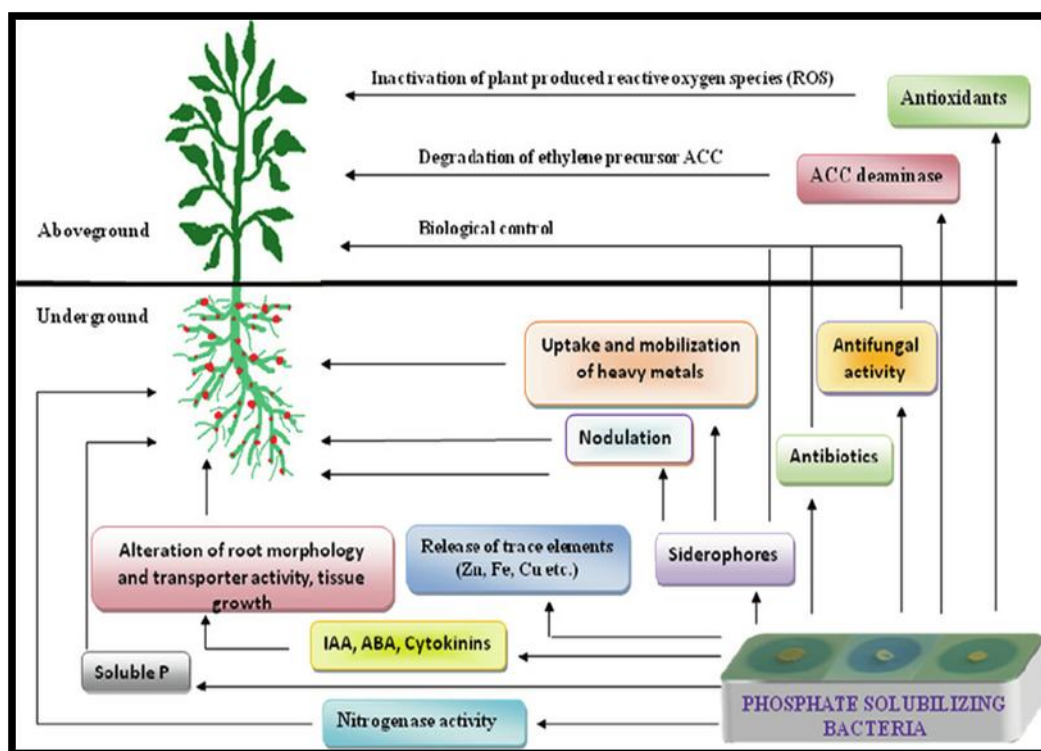 Inactivation of plant produced reactive oxygen species (ROS)
Antioxidants
Degradation of ethylene precursor ACC
ACC deaminase
Biological control
Aboveground
Underground
Uptake and mobilization
of heavy metals
Antifungal
activity
Nodulation
Antibiotics
Alteration of root morphology
and transporter activity, tissue
growth
Release of trace elements
(Zn, Fe, Cu etc.)
Siderophores
IAA, ABA, Cytokinins
Soluble P
Nitrogenase activity
PHOSPHATE SOLUBILIZING
BACTERIA